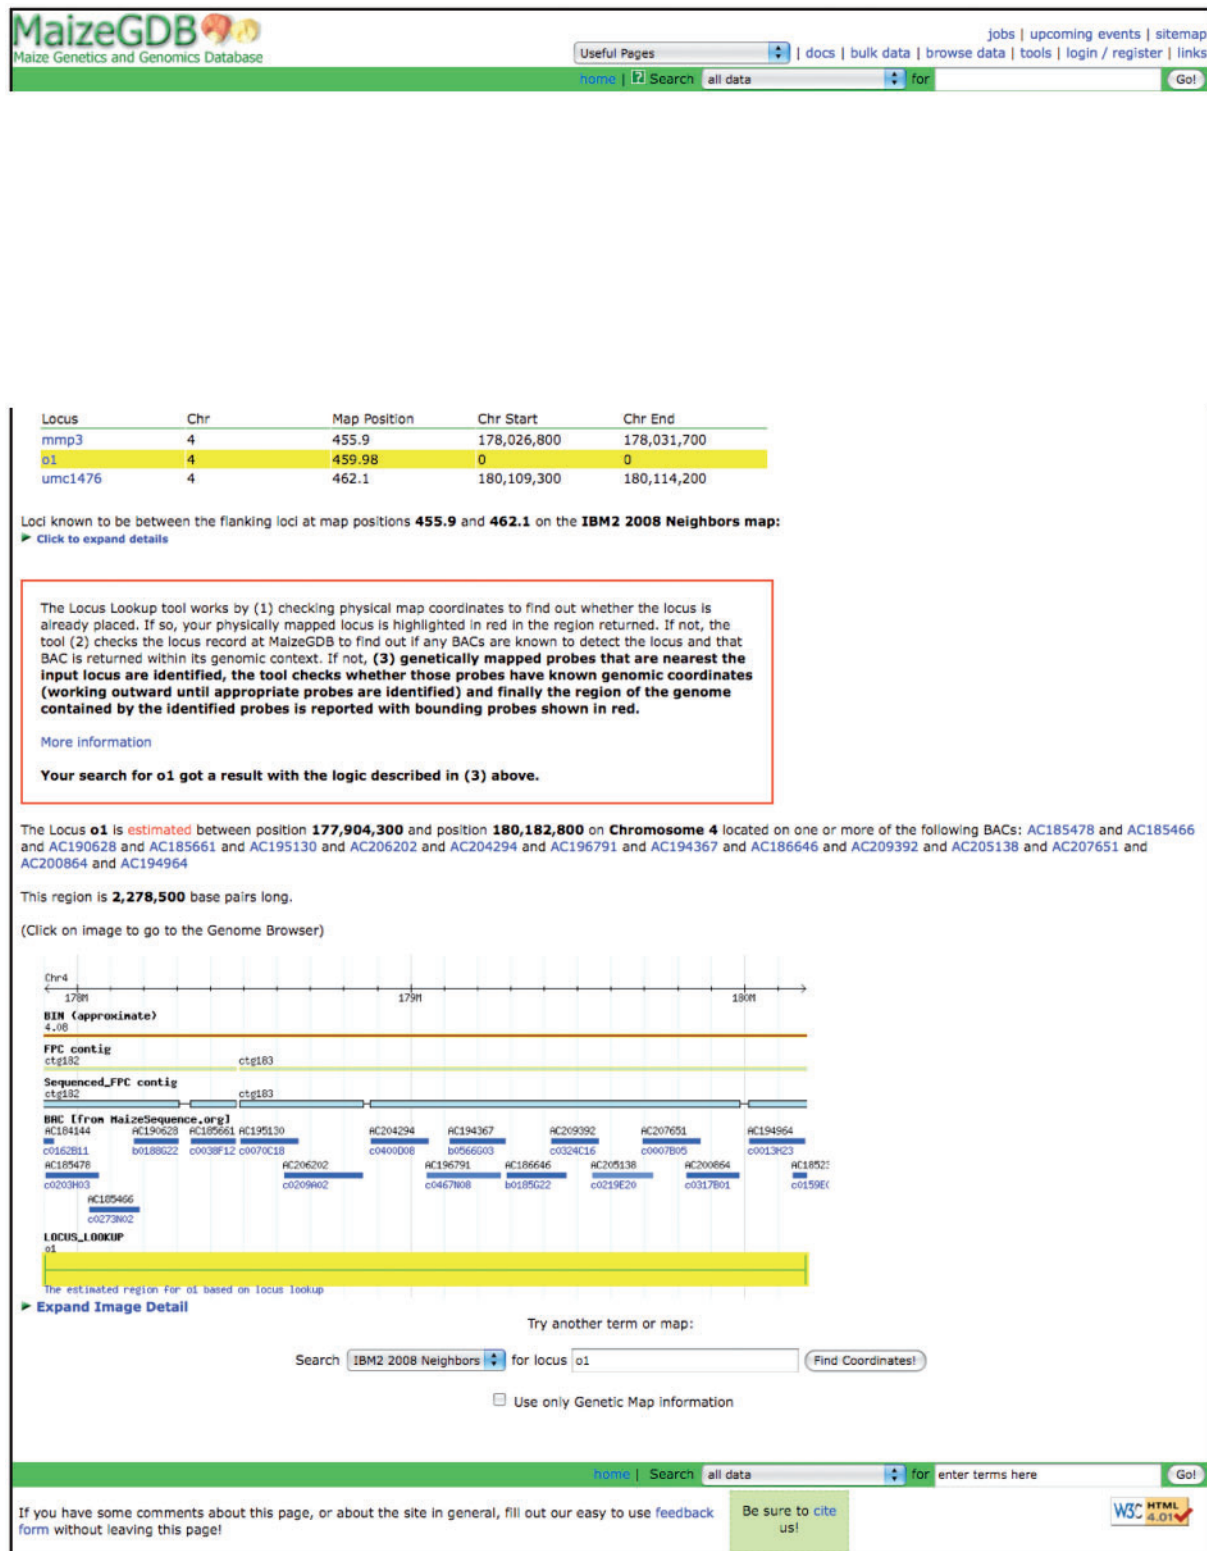 MaizeGDB
Maize Genetics and Genomics Database
jobs | upcoming events | sitemap
Useful Pages | docs | bulk data | browse data | tools | login / register | links
home | ? Search all data for Go!
Locus Chr Map Position Chr Start Chr End
mmp3 4 455.9 178,026,800 178,031,700
o1 4 459.98 0 0
umc1476 4 462.1 180,109,300 180,114,200
Loci known to be between the flanking loci at map positions 455.9 and 462.1 on the IBM2 2008 Neighbors map:
Click to expand details
The Locus Lookup tool works by (1) checking physical map coordinates to find out whether the locus is
already placed. If so, your physically mapped locus is highlighted in red in the region returned. If not, the
tool (2) checks the locus record at MaizeGDB to find out if any BACs are known to detect the locus and that
BAC is returned within its genomic context. If not, (3) genetically mapped probes that are nearest the
input locus are identified, the tool checks whether those probes have known genomic coordinates
(working outward until appropriate probes are identified) and finally the region of the genome
contained by the identified probes is reported with bounding probes shown in red.
More information
Your search for o1 got a result with the logic described in (3) above.
The Locus o1 is estimated between position 177,904,300 and position 180,182,800 on Chromosome 4 located on one or more of the following BACs: AC185478 and AC185466
and AC190628 and AC185661 and AC195130 and AC206202 and AC204294 and AC196791 and AC194367 and AC186646 and AC209392 and AC205138 and AC207651 and
AC200864 and AC194964
This region is 2,278,500 base pairs long.
(Click on image to go to the Genome Browser)
Chr4
178M 179M 180M
BIN (approximate)
4.08
FPC contig
ctg182 ctg183
Sequenced_FPC contig
ctg182 ctg183
BAC [from MaizeSequence.org]
AC184144 AC190628 AC185661 AC195130 AC204294 AC194367 AC209392 AC207651 AC194964
c0162B11 b0188G22 c0038F12 c0070C18 c0400D08 b0566G03 c0324C16 c0007B05 c0013H23
AC185478 AC206202 AC196791 AC186646 AC205138 AC200864 AC1852
c0203H03 c0209A02 c0467N08 b0185G22 c0219E20 c0317B01 c0159E
AC185466
c0273N02
LOCUS_LOOKUP
o1
The estimated region for o1 based on locus lookup
Expand Image Detail
Try another term or map:
Search IBM2 2008 Neighbors for locus o1 Find Coordinates!
Use only Genetic Map information
home | Search all data for enter terms here Go!
If you have some comments about this page, or about the site in general, fill out our easy to use feedback
form without leaving this page!
Be sure to cite
us!
W3C HTML
4.01